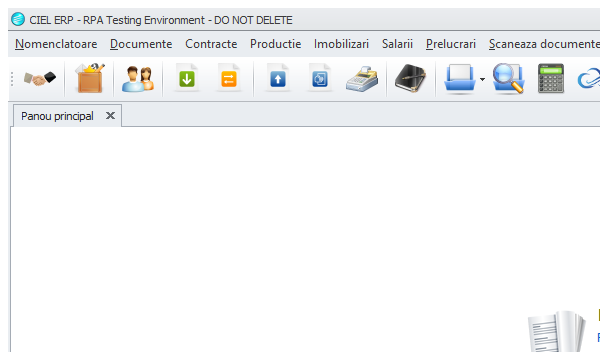 CIEL ERP - RPA Testing Environment - DO NOT DELETE
Nomenclatoare Documente Contracte Productie Imobilizari Salarii Prelucrari Scaneaza documente
Panou principal